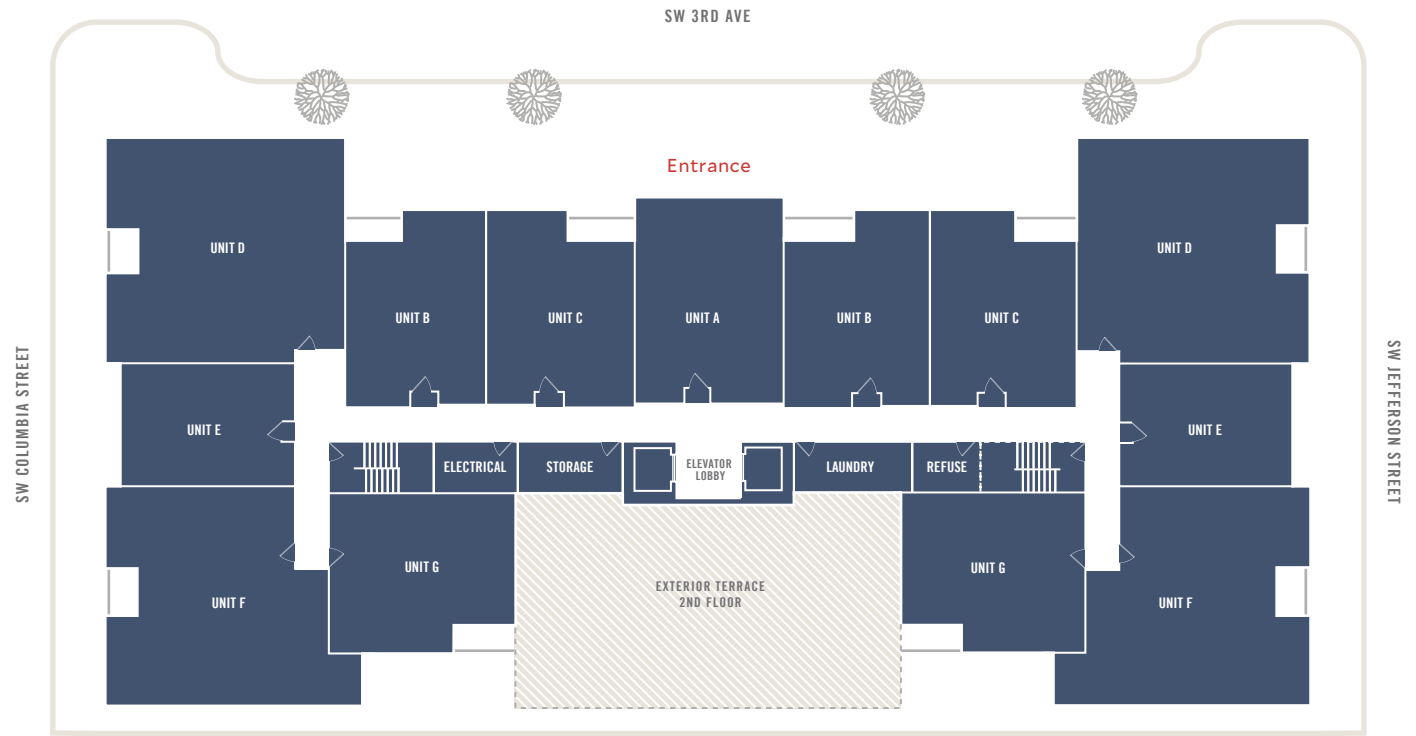 SW 3RD AVE
Entrance
UNIT D
UNIT D
UNIT B
UNIT C
UNIT A
UNIT B
UNIT C
SW COLUMBIA STREET
SW JEFFERSON STREET
UNIT E
UNIT E
ELECTRICAL
STORAGE
ELEVATOR
LOBBY
LAUNDRY
REFUSE
UNIT G
UNIT G
EXTERIOR TERRACE
2ND FLOOR
UNIT F
UNIT F